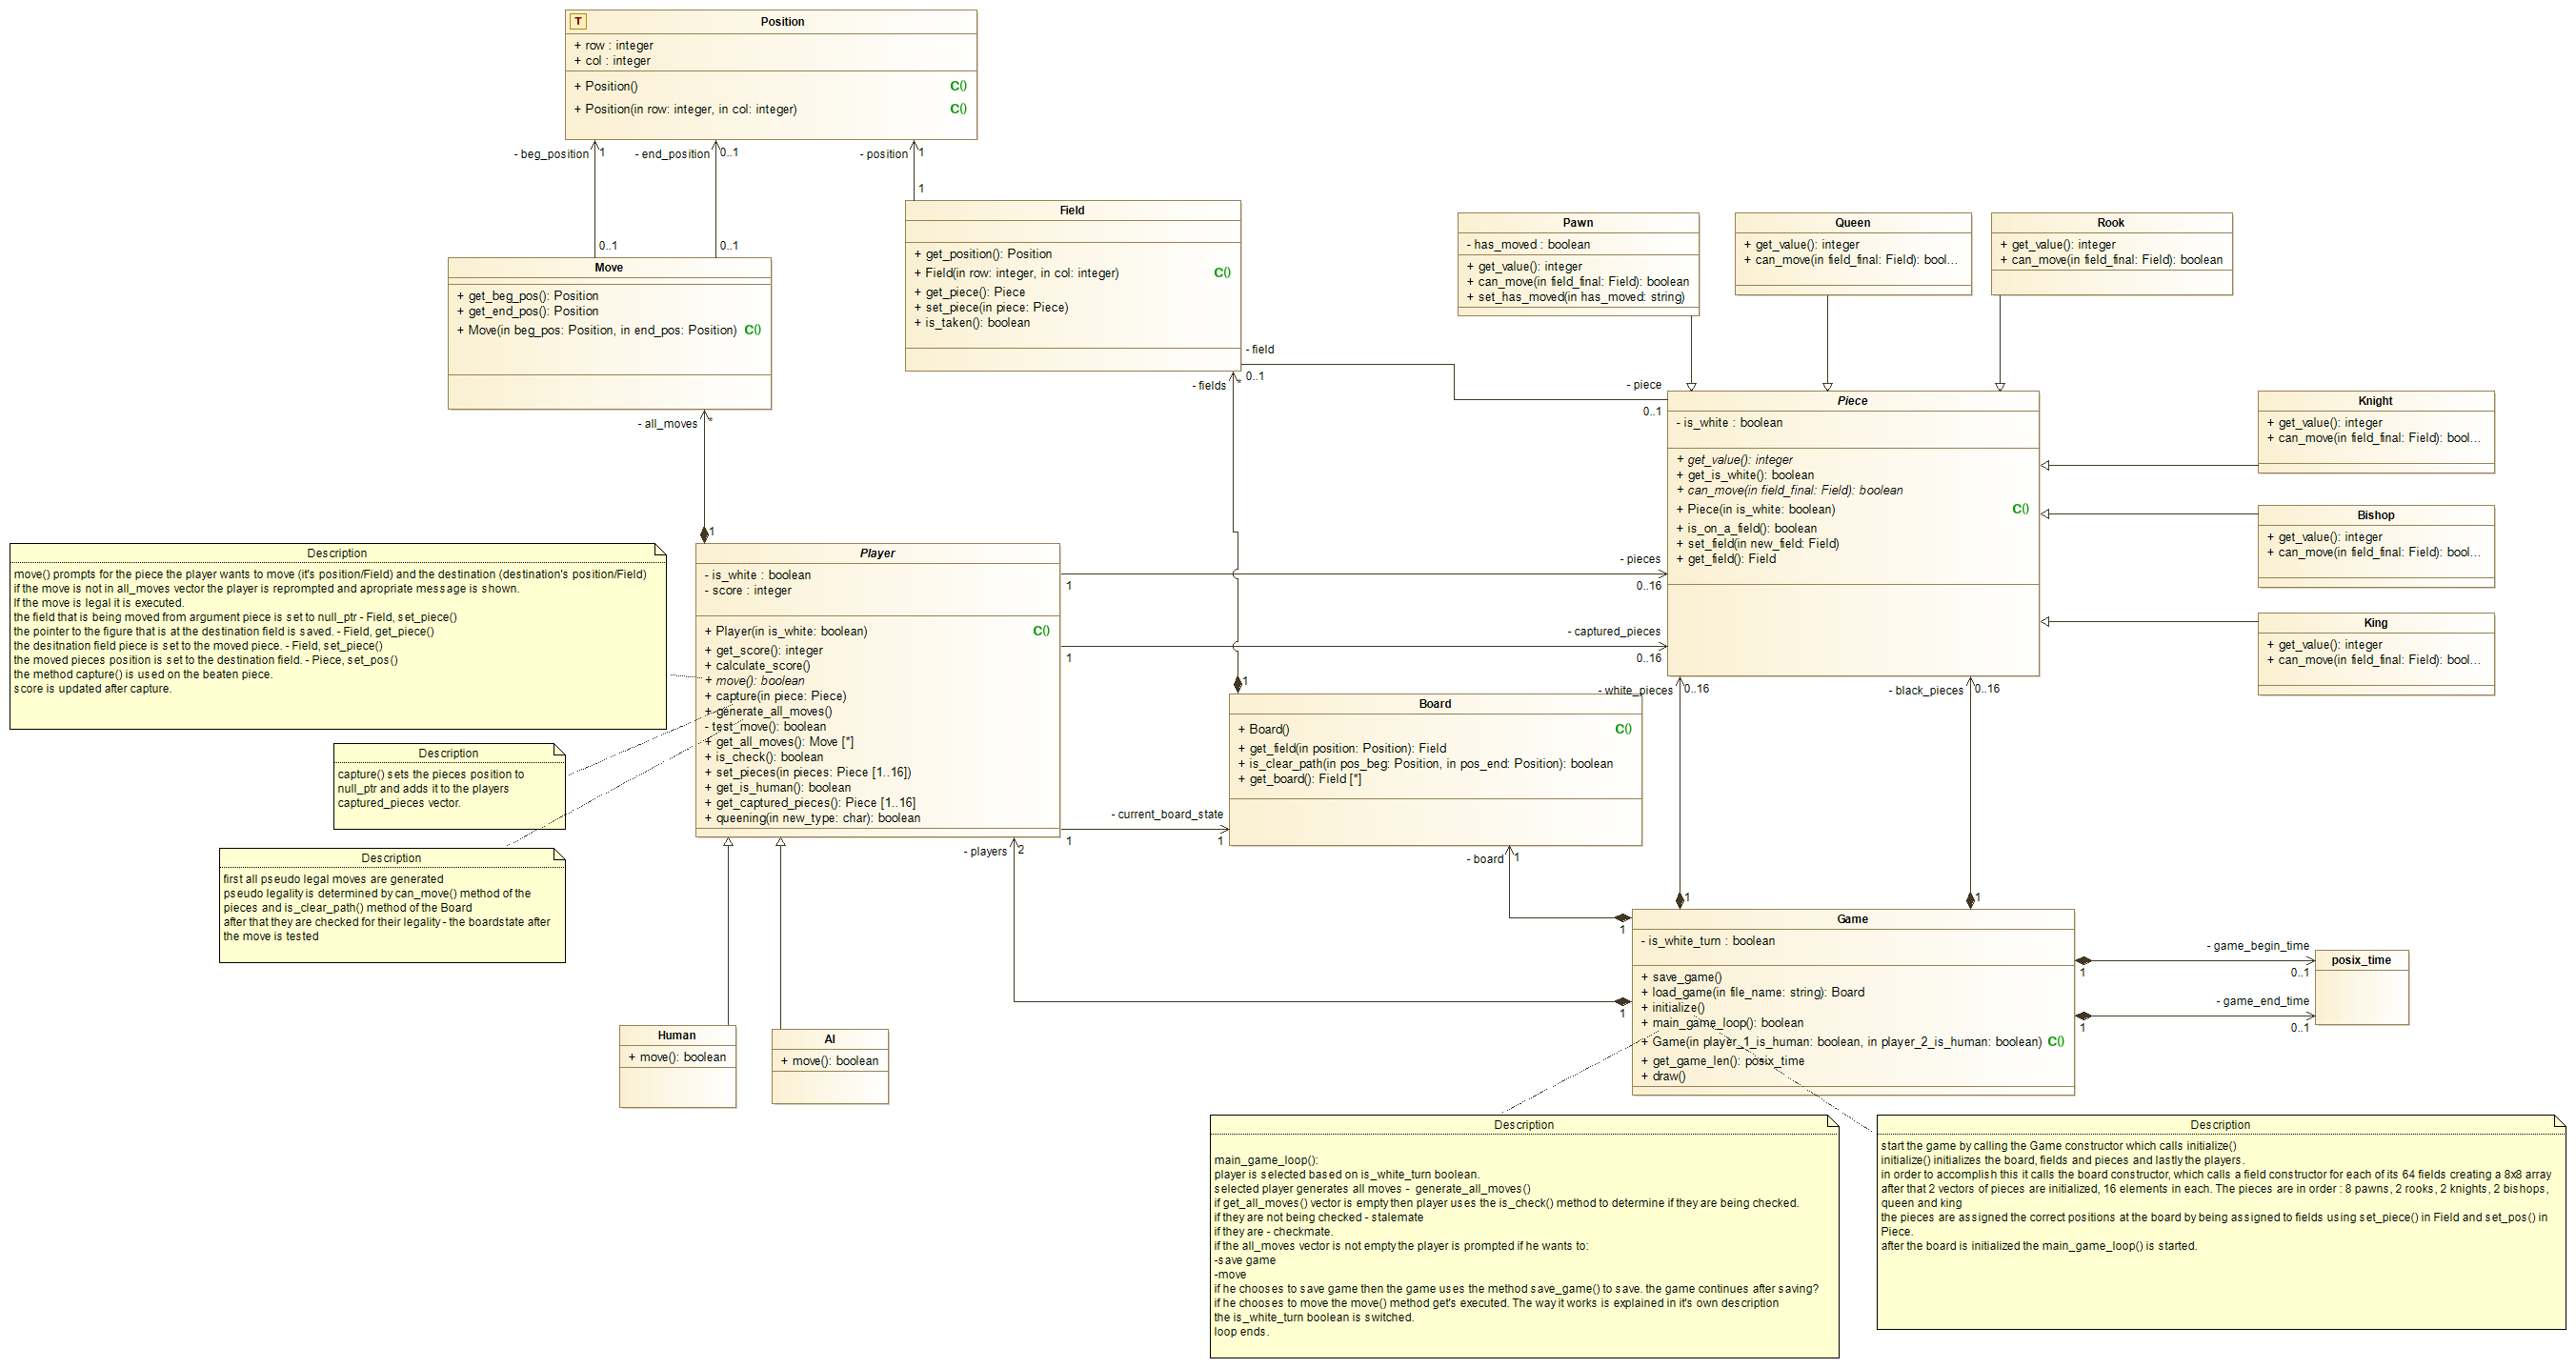 T
Position
+ row : integer
+ col : integer
+ Position() C()
+ Position(in row: integer, in col: integer) C()
- beg_position 1
- end_position 0..1
- position 1
1
0..1
0..1
Field
+ get_position(): Position
+ Field(in row: integer, in col: integer) C()
+ get_piece(): Piece
+ set_piece(in piece: Piece)
+ is_taken(): boolean
Move
+ get_beg_pos(): Position
+ get_end_pos(): Position
+ Move(in beg_pos: Position, in end_pos: Position) C()
Pawn
- has_moved : boolean
+ get_value(): integer
+ can_move(in field_final: Field): boolean
+ set_has_moved(in has_moved: string)
Queen
+ get_value(): integer
+ can_move(in field_final: Field): bool...
Rook
+ get_value(): integer
+ can_move(in field_final: Field): boolean
- field
0..1
- fields *
- piece
0..1
- all_moves *
1
Piece
- is_white : boolean
+ get_value(): integer
+ get_is_white(): boolean
+ can_move(in field_final: Field): boolean
+ Piece(in is_white: boolean) C()
+ is_on_a_field(): boolean
+ set_field(in new_field: Field)
+ get_field(): Field
Knight
+ get_value(): integer
+ can_move(in field_final: Field): bool...
Bishop
+ get_value(): integer
+ can_move(in field_final: Field): bool...
King
+ get_value(): integer
+ can_move(in field_final: Field): bool...
Description
move() prompts for the piece the player wants to move (it's position/Field) and the destination (destination's position/Field)
if the move is not in all_moves vector the player is reprompted and apropriate message is shown.
If the move is legal it is executed.
the field that is being moved from argument piece is set to null_ptr - Field, set_piece()
the pointer to the figure that is at the destination field is saved. - Field, get_piece()
the desitnation field piece is set to the moved piece. - Field, set_piece()
the moved pieces position is set to the destination field. - Piece, set_pos()
the method capture() is used on the beaten piece.
score is updated after capture.
Player
- is_white : boolean
- score : integer
+ Player(in is_white: boolean) C()
+ get_score(): integer
+ calculate_score()
+ move(): boolean
+ capture(in piece: Piece)
+ generate_all_moves()
- test_move(): boolean
+ get_all_moves(): Move [*]
+ is_check(): boolean
+ set_pieces(in pieces: Piece [1..16])
+ get_is_human(): boolean
+ get_captured_pieces(): Piece [1..16]
+ queening(in new_type: char): boolean
- pieces
1
0..16
- captured_pieces
1
0..16
1
- white_pieces 0..16
- black_pieces 0..16
Board
+ Board() C()
+ get_field(in position: Position): Field
+ is_clear_path(in pos_beg: Position, in pos_end: Position): boolean
+ get_board(): Field [*]
Description
capture() sets the pieces position to
null_ptr and adds it to the players
captured_pieces vector.
- current_board_state
1
1
Description
first all pseudo legal moves are generated
pseudo legality is determined by can_move() method of the
pieces and is_clear_path() method of the Board
after that they are checked for their legality - the boardstate after
the move is tested
- players 2
- board 1
1
1
1
1
Game
- is_white_turn : boolean
+ save_game()
+ load_game(in file_name: string): Board
+ initialize()
+ main_game_loop(): boolean
+ Game(in player_1_is_human: boolean, in player_2_is_human: boolean) C()
+ get_game_len(): posix_time
+ draw()
- game_begin_time
1
0..1
- game_end_time
1
0..1
posix_time
Human
+ move(): boolean
AI
+ move(): boolean
Description
main_game_loop():
player is selected based on is_white_turn boolean.
selected player generates all moves - generate_all_moves()
if get_all_moves() vector is empty then player uses the is_check() method to determine if they are being checked.
if they are not being checked - stalemate
if they are - checkmate.
if the all_moves vector is not empty the player is prompted if he wants to:
-save game
-move
if he chooses to save game then the game uses the method save_game() to save. the game continues after saving?
if he chooses to move the move() method get's executed. The way it works is explained in it's own description
the is_white_turn boolean is switched.
loop ends.
Description
start the game by calling the Game constructor which calls initialize()
initialize() initializes the board, fields and pieces and lastly the players.
in order to accomplish this it calls the board constructor, which calls a field constructor for each of its 64 fields creating a 8x8 array
after that 2 vectors of pieces are initialized, 16 elements in each. The pieces are in order : 8 pawns, 2 rooks, 2 knights, 2 bishops,
queen and king
the pieces are assigned the correct positions at the board by being assigned to fields using set_piece() in Field and set_pos() in
Piece.
after the board is initialized the main_game_loop() is started.